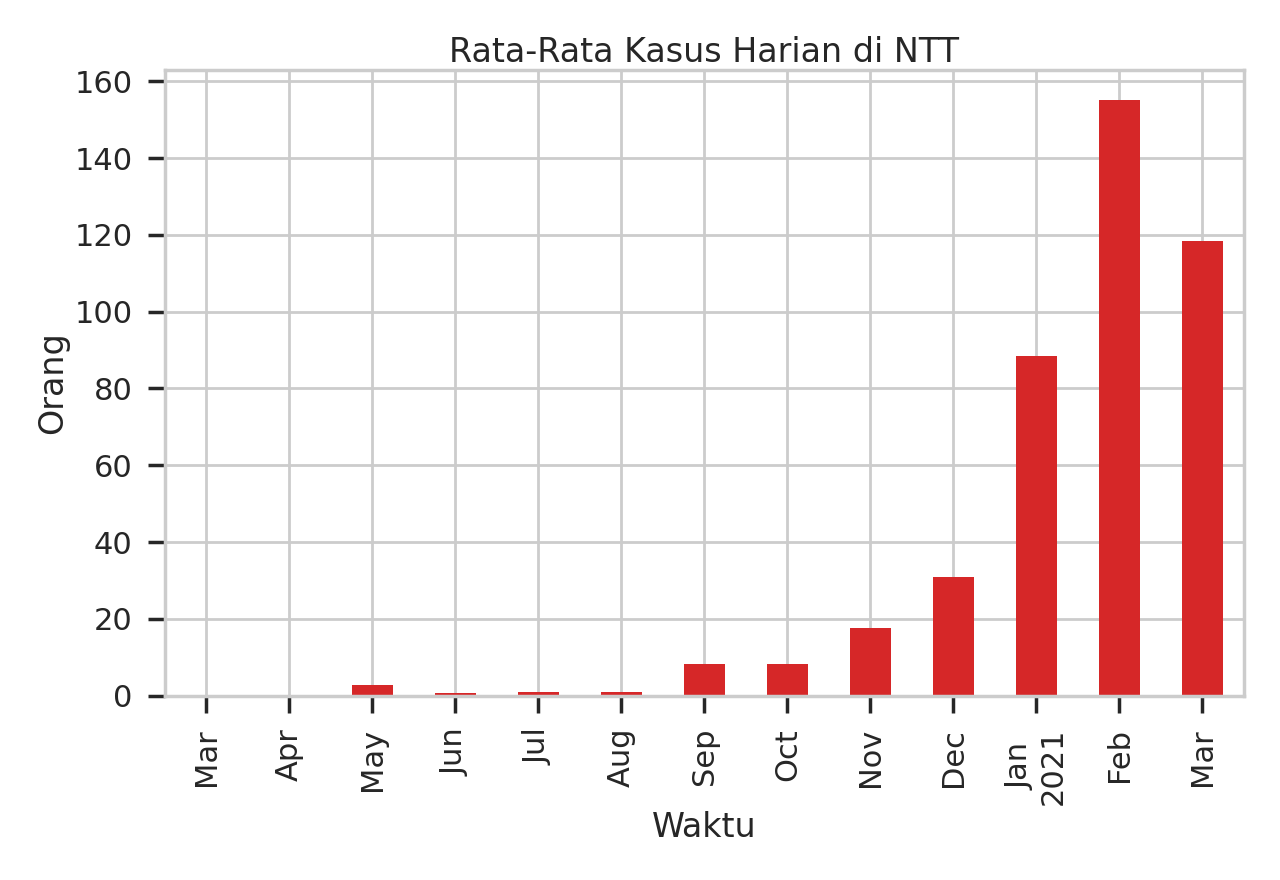 Rata-Rata Kasus Harian di NTT
160
140
120
100
80
60
40
20
0
Orang
Mar
Apr
May
Jun
Jul
Aug
Sep
Oct
Nov
Dec
Jan
2021
Feb
Mar
Waktu